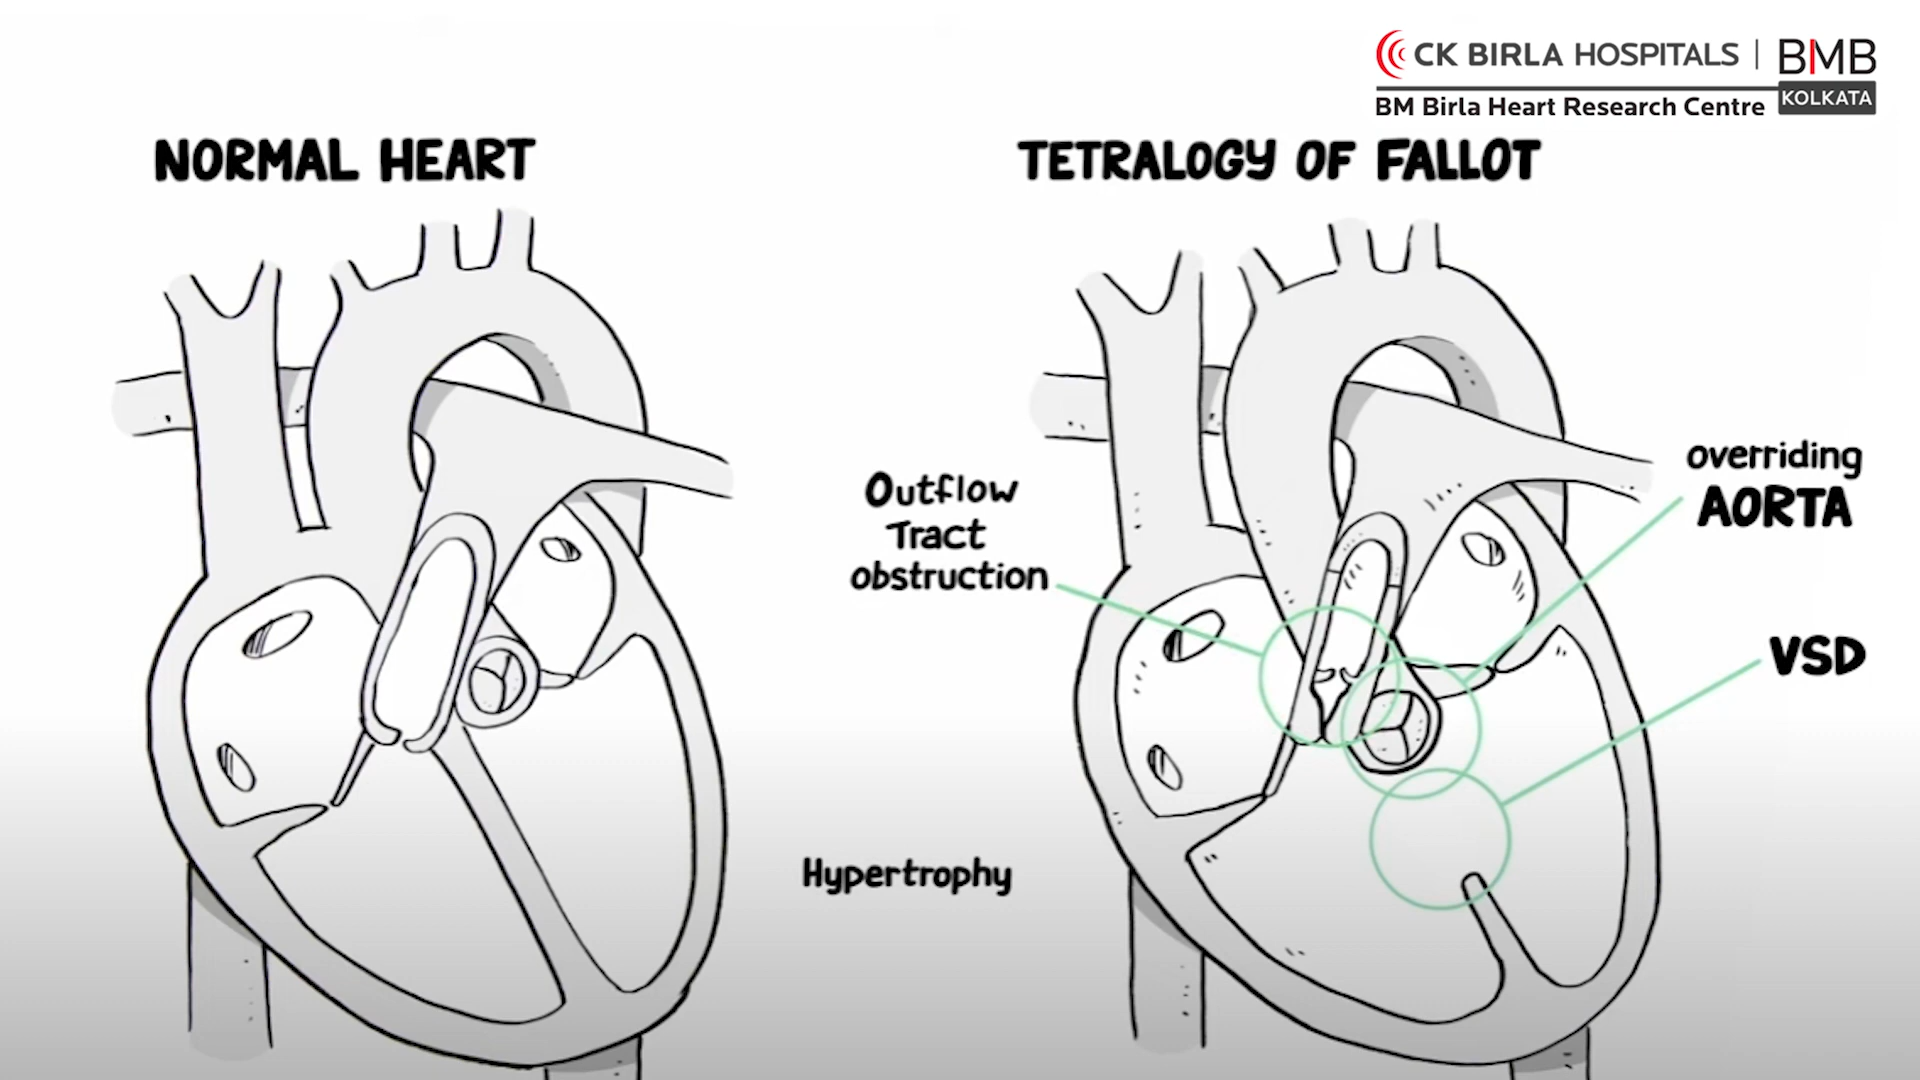 CK BIRLA HOSPITALS | BMB
BM Birla Heart Research Centre KOLKATA
NORMAL HEART
TETRALOGY OF FALLOT
Outflow
Tract
obstruction
overriding
AORTA
VSD
Hypertrophy